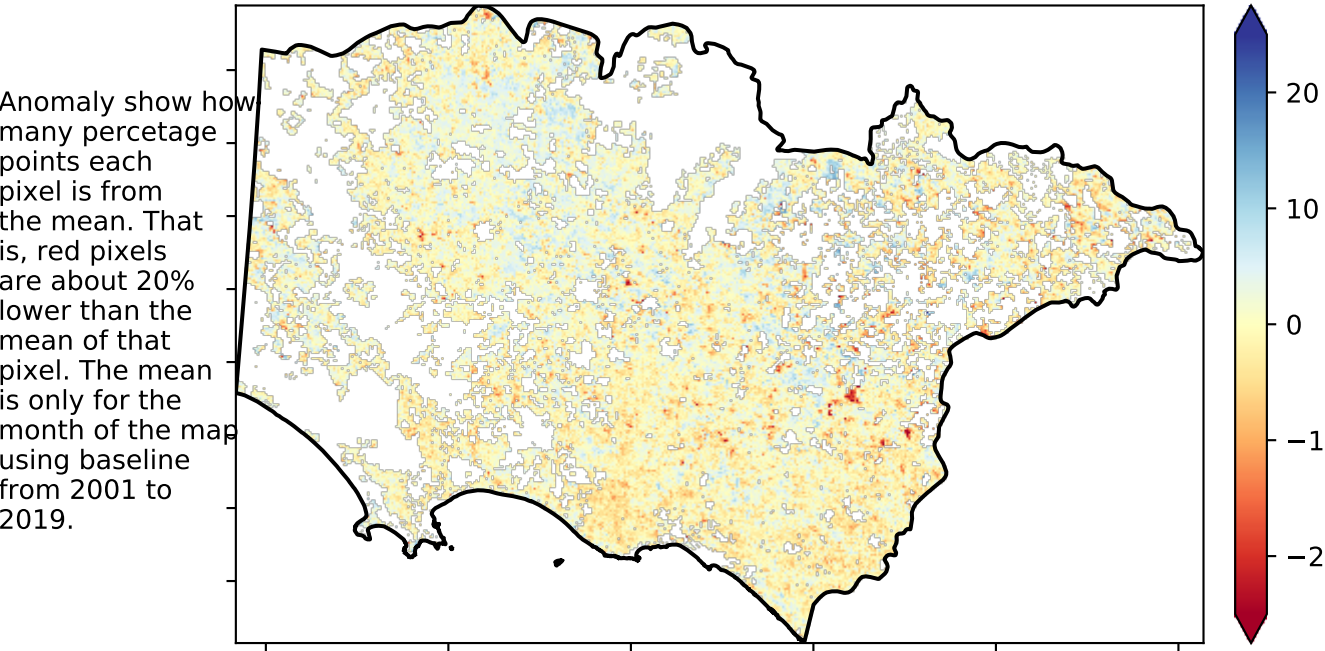 Anomaly show how
many percetage
points each
pixel is from
the mean. That
is, red pixels
are about 20%
lower than the
mean of that
pixel. The mean
is only for the
month of the map
using baseline
from 2001 to
2019.
20
10
0
−1
−2